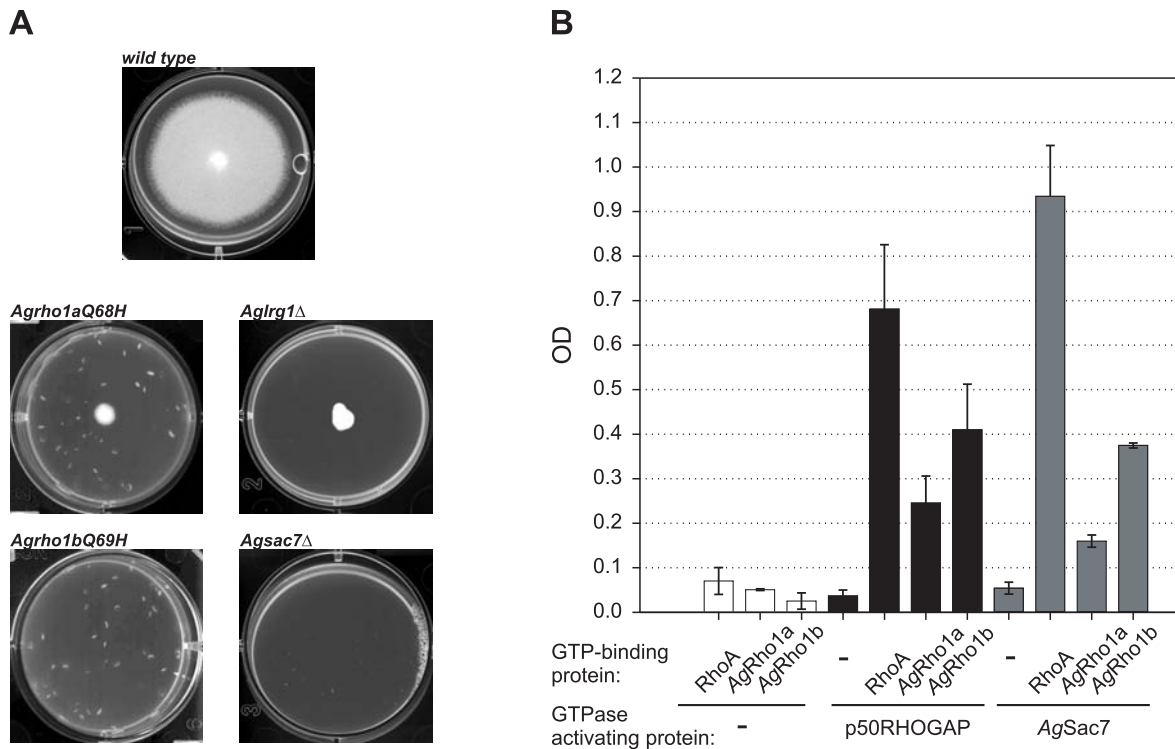 A
B
wild type
Agrho1aQ68H
Aglrg1Δ
2
Agrho1bQ69H
Agsac7Δ
3
OD
1.2
1.1
1.0
0.9
0.8
0.7
0.6
0.5
0.4
0.3
0.2
0.1
0.0
GTP-binding protein:
RhoA
AgRho1a
AgRho1b
-
RhoA
AgRho1a
AgRho1b
-
RhoA
AgRho1a
AgRho1b
GTPase activating protein:
-
p50RHOGAP
AgSac7